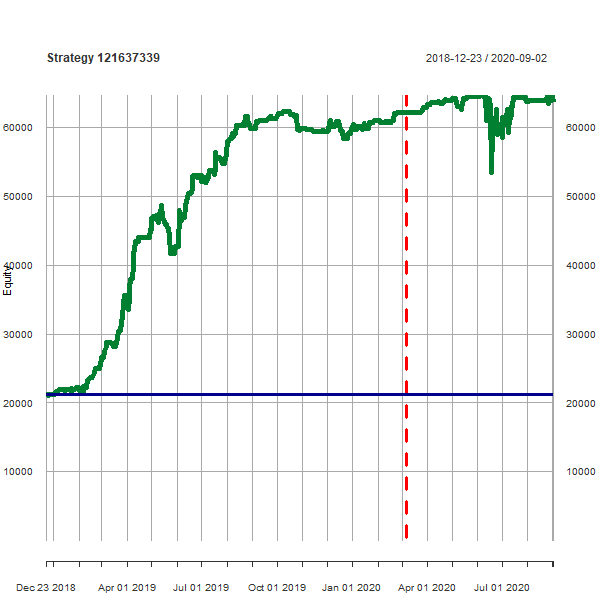 Strategy 121637339
2018-12-23 / 2020-09-02
60000
60000
50000
50000
40000
40000
Equity
30000
30000
20000
20000
10000
10000
Dec 23 2018
Apr 01 2019
Jul 01 2019
Oct 01 2019
Jan 01 2020
Apr 01 2020
Jul 01 2020